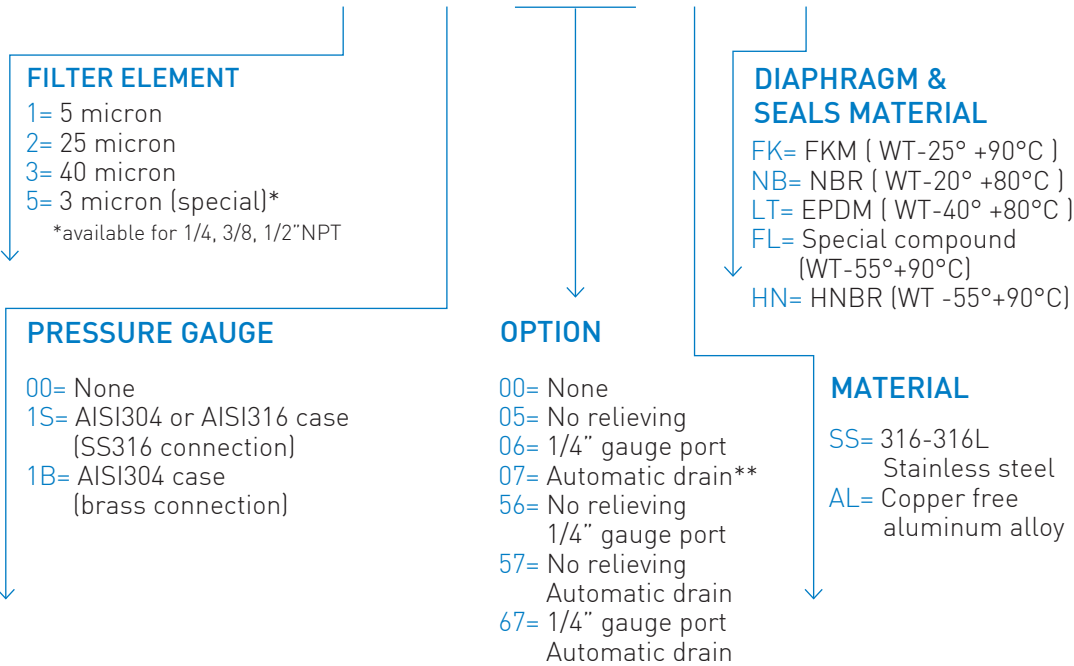 FILTER ELEMENT
1= 5 micron
2= 25 micron
3= 40 micron
5= 3 micron (special)*
*available for 1/4, 3/8, 1/2"NPT
DIAPHRAGM &
SEALS MATERIAL
FK= FKM ( WT-25° +90°C )
NB= NBR ( WT-20° +80°C )
LT= EPDM ( WT-40° +80°C )
FL= Special compound
(WT-55°+90°C)
HN= HNBR (WT -55°+90°C)
PRESSURE GAUGE
00= None
1S= AISI304 or AISI316 case
(SS316 connection)
1B= AISI304 case
(brass connection)
OPTION
00= None
05= No relieving
06= 1/4" gauge port
07= Automatic drain**
56= No relieving
1/4" gauge port
57= No relieving
Automatic drain
67= 1/4" gauge port
Automatic drain
MATERIAL
SS= 316-316L
Stainless steel
AL= Copper free
aluminum alloy